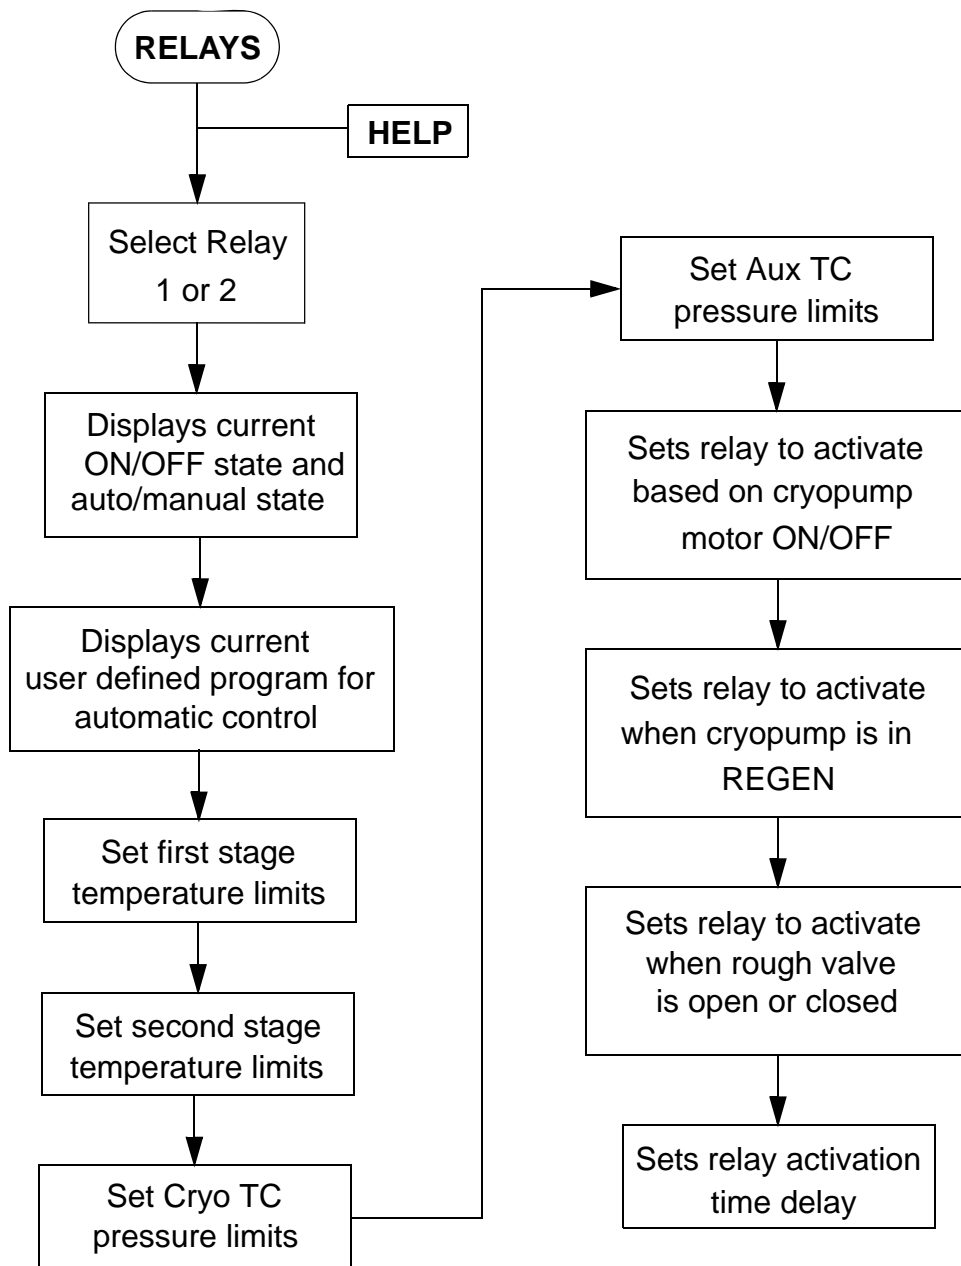 RELAYS
HELP
Select Relay
1 or 2
Displays current
ON/OFF state and
auto/manual state
Displays current
user defined program for
automatic control
Set first stage
temperature limits
Set second stage
temperature limits
Set Cryo TC
pressure limits
Set Aux TC
pressure limits
Sets relay to activate
based on cryopump
motor ON/OFF
Sets relay to activate
when cryopump is in
REGEN
Sets relay to activate
when rough valve
is open or closed
Sets relay activation
time delay